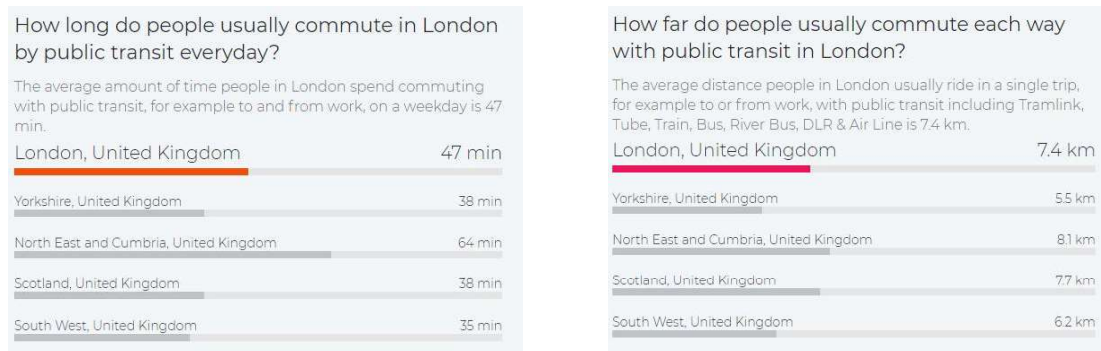 How long do people usually commute in London
by public transit everyday?
The average amount of time people in London spend commuting
with public transit, for example to and from work, on a weekday is 47
min.
London, United Kingdom 47 min
Yorkshire, United Kingdom 38 min
North East and Cumbria, United Kingdom 64 min
Scotland, United Kingdom 38 min
South West, United Kingdom 35 min
How far do people usually commute each way
with public transit in London?
The average distance people in London usually ride in a single trip,
for example to or from work, with public transit including Tramlink,
Tube, Train, Bus, River Bus, DLR & Air Line is 7.4 km.
London, United Kingdom 7.4 km
Yorkshire, United Kingdom 5.5 km
North East and Cumbria, United Kingdom 8.1 km
Scotland, United Kingdom 7.7 km
South West, United Kingdom 6.2 km